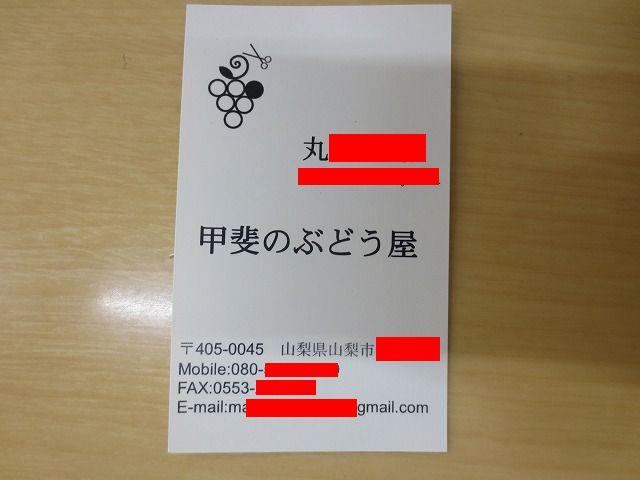 丸
甲斐のぶどう屋
〒405-0045 山梨県山梨市
Mobile:080-
FAX:0553-
E-mail:ma gmail.com